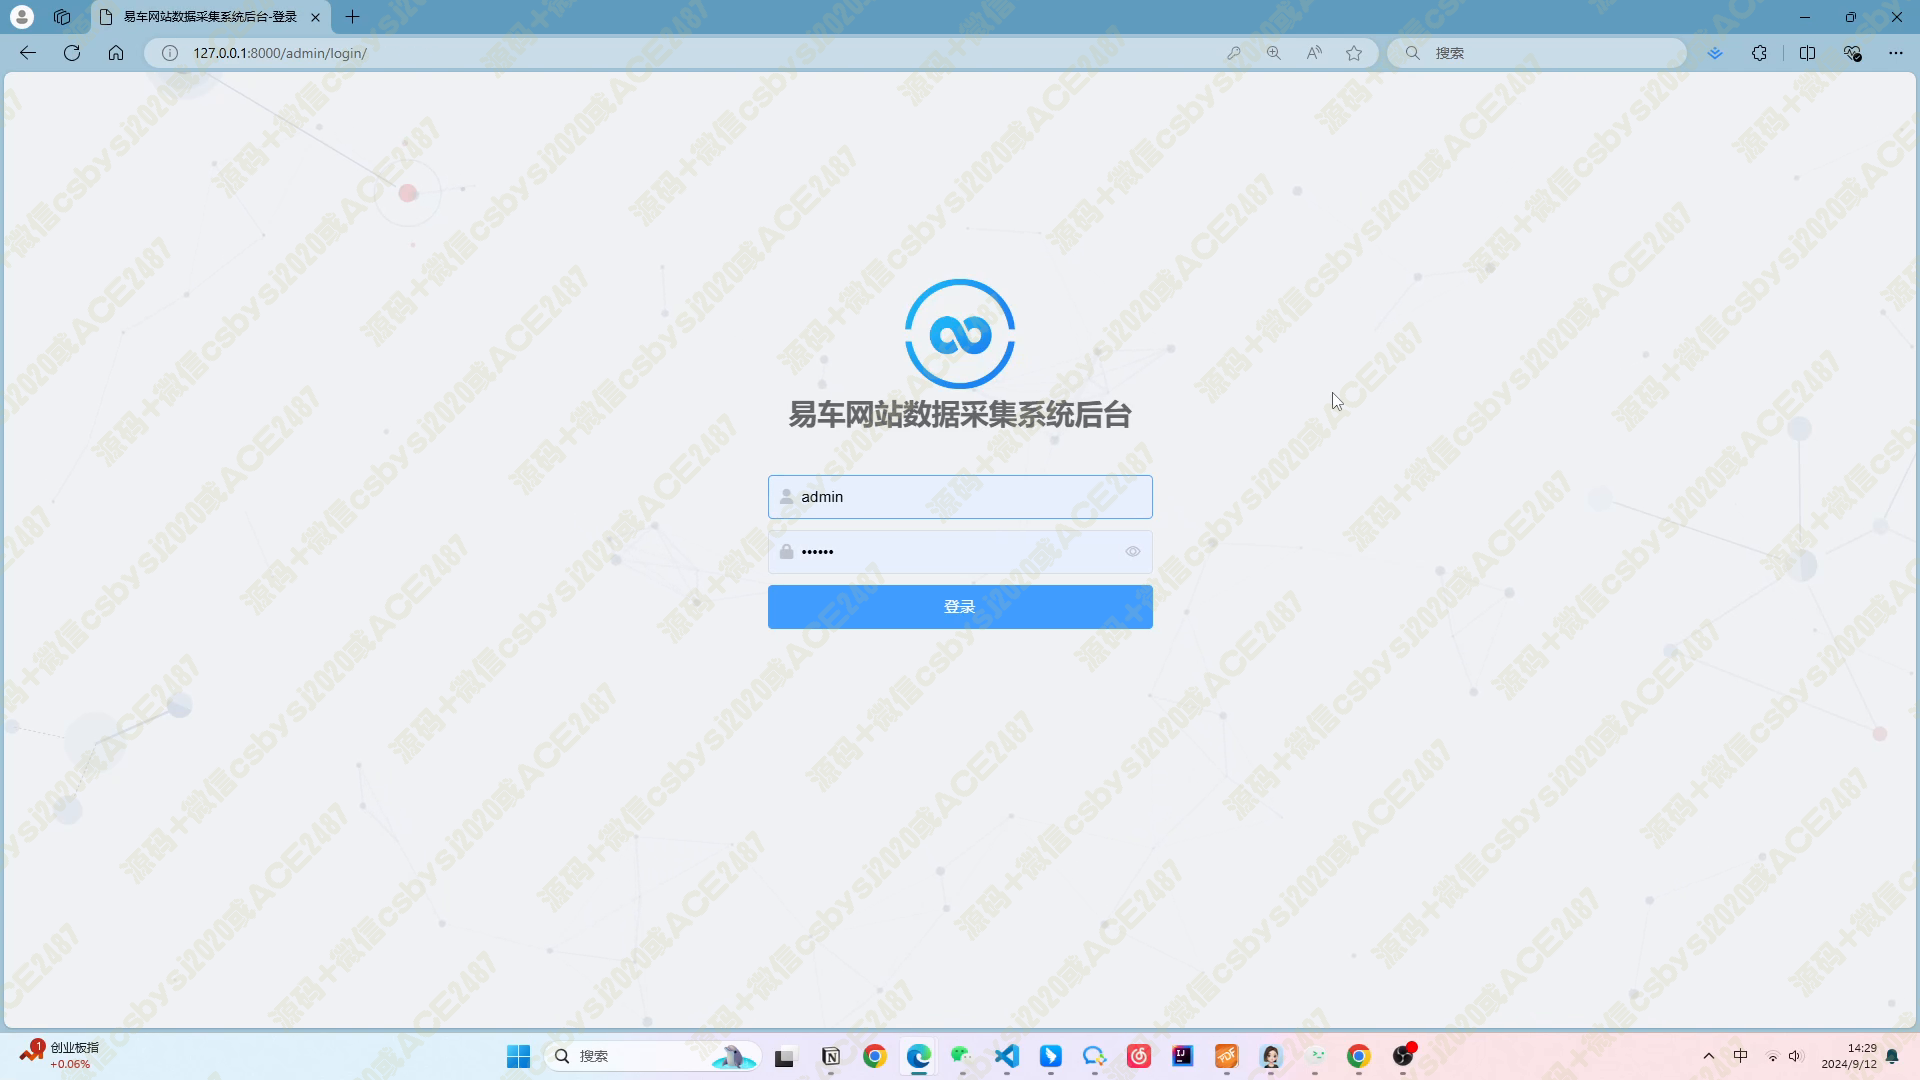 易车网站数据采集系统后台-登录
127.0.0.1:8000/admin/login/
搜索
易车网站数据采集系统后台
admin
••••••
登录
源码+微信csbysj2020或ACE2487
1
创业板指
+0.06%
搜索
中
14:29
2024/9/12